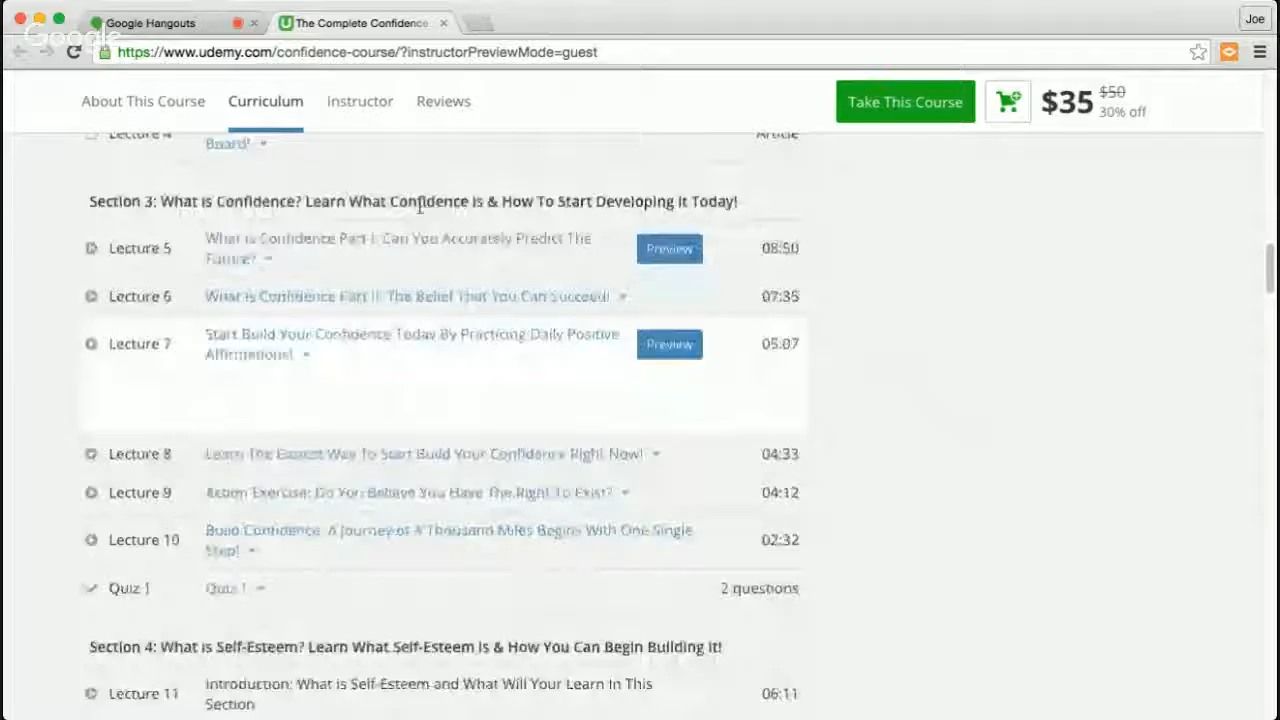 Google Hangouts
The Complete Confidence
Joe
Google
https://www.udemy.com/confidence-course/?instructorPreviewMode=guest
About This Course Curriculum Instructor Reviews
Take This Course
$35 $50
30% off
Lecture 4 Article
Board!
Section 3: What is Confidence? Learn What Confidence Is & How To Start Developing It Today!
Lecture 5 What is Confidence Part I: Can You Accurately Predict The
Future? Preview 08:50
Lecture 6 What is Confidence Part II: The Belief That You Can Succeed! 07:35
Lecture 7 Start Build Your Confidence Today By Practicing Daily Positive
Affirmations! Preview 05:07
Lecture 8 Learn The Easiest Way To Start Build Your Confidence Right Now! 04:33
Lecture 9 Action Exercise: Do You Believe You Have The Right To Exist? 04:12
Lecture 10 Build Confidence: A Journey of A Thousand Miles Begins With One Single
Step! 02:32
Quiz 1 Quiz 1 2 questions
Section 4: What is Self-Esteem? Learn What Self-Esteem Is & How You Can Begin Building It!
Lecture 11 Introduction: What is Self-Esteem and What Will Your Learn In This
Section 06:11